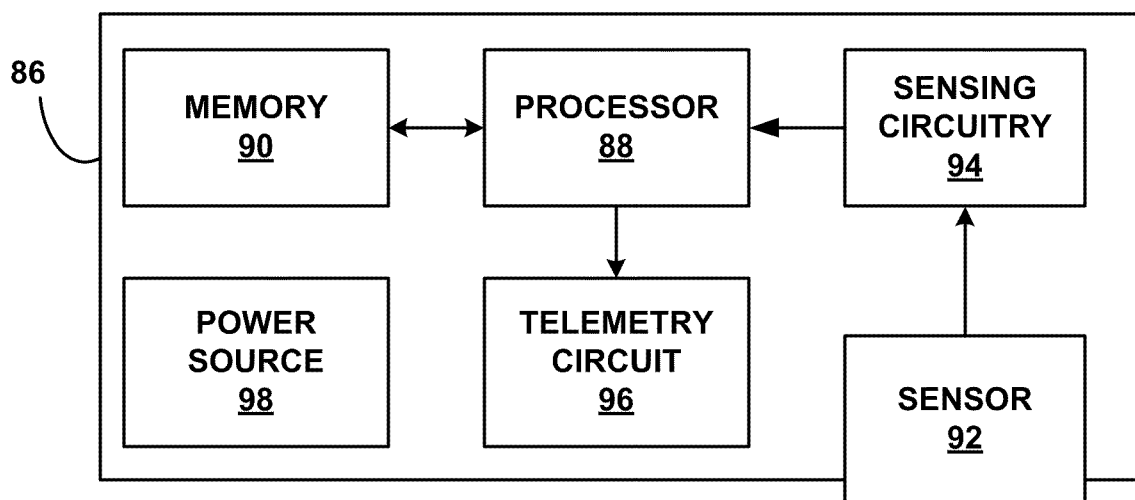 86
MEMORY
90
PROCESSOR
88
SENSING
CIRCUITRY
94
POWER
SOURCE
98
TELEMETRY
CIRCUIT
96
SENSOR
92